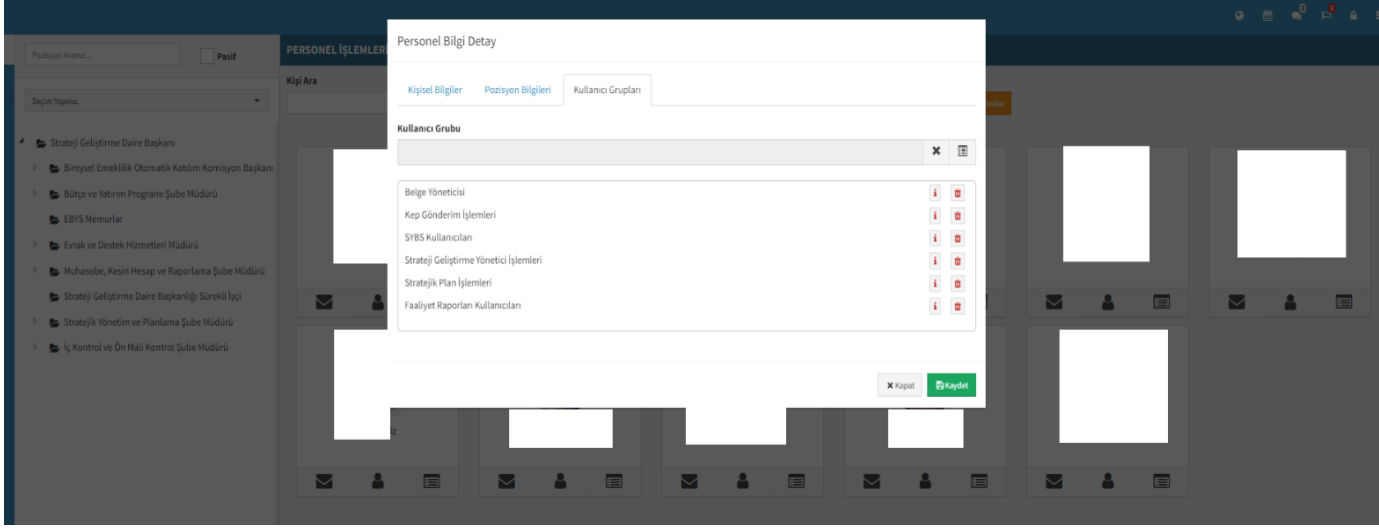 Pozisyon Arama...
Pasif
Seçim Yapınız.
Strateji Geliştirme Daire Başkanı
Bireysel Emeklilik Otomatik Katılım Komisyon Başkanı
Bütçe ve Yatırım Programı Şube Müdürü
EBYS Memurlar
Evrak ve Destek Hizmetleri Müdürü
Muhasebe, Kesin Hesap ve Raporlama Şube Müdürü
Strateji Geliştirme Daire Başkanlığı Sürekli İşçi
Stratejik Yönetim ve Planlama Şube Müdürü
İç Kontrol ve Ön Mali Kontrol Şube Müdürü
PERSONEL İŞLEMLERİ
Kişi Ara
Personel Bilgi Detay
Kişisel Bilgiler Pozisyon Bilgileri Kullanıcı Grupları
Kullanıcı Grubu
Belge Yöneticisi
Kep Gönderim İşlemleri
SYBS Kullanıcıları
Strateji Geliştirme Yönetici İşlemleri
Stratejik Plan İşlemleri
Faaliyet Raporları Kullanıcıları
Kapat Kaydet